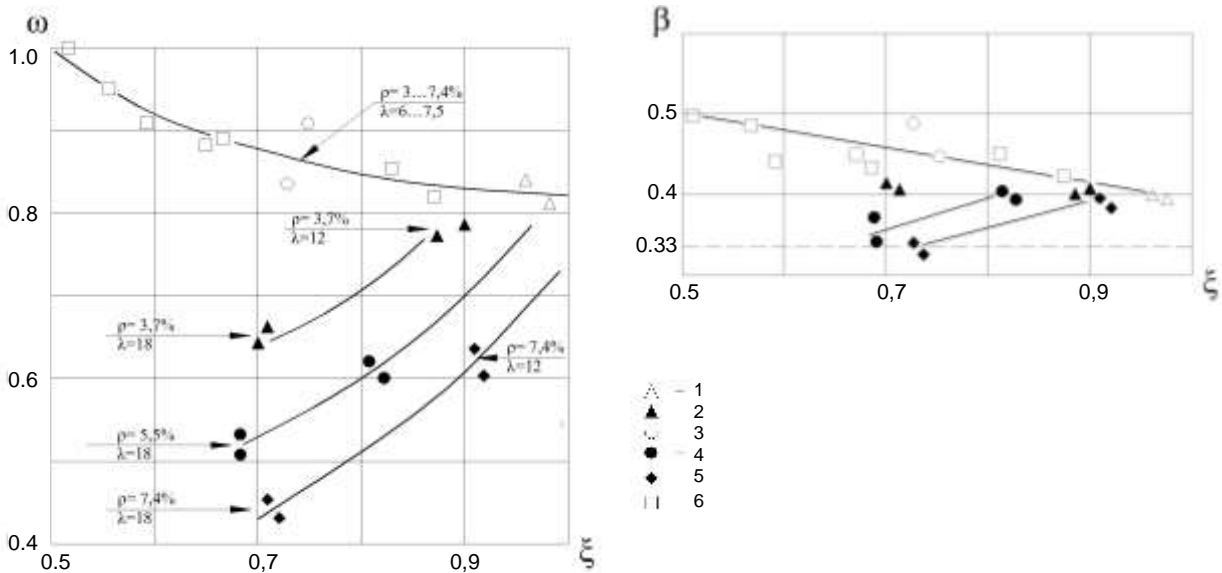 ω
1.0
ρ= 3...7,4%
λ=6...7,5
0.8
ρ= 3,7%
λ=12
ρ= 3,7%
λ=18
ρ= 7,4%
λ=12
0.6
ρ= 5,5%
λ=18
ρ= 7,4%
λ=18
0.4
0.5
0,7
0,9
ξ
β
0.5
0.4
0.33
0.5
0,7
0,9
ξ
– 1
2
3
4
5
6